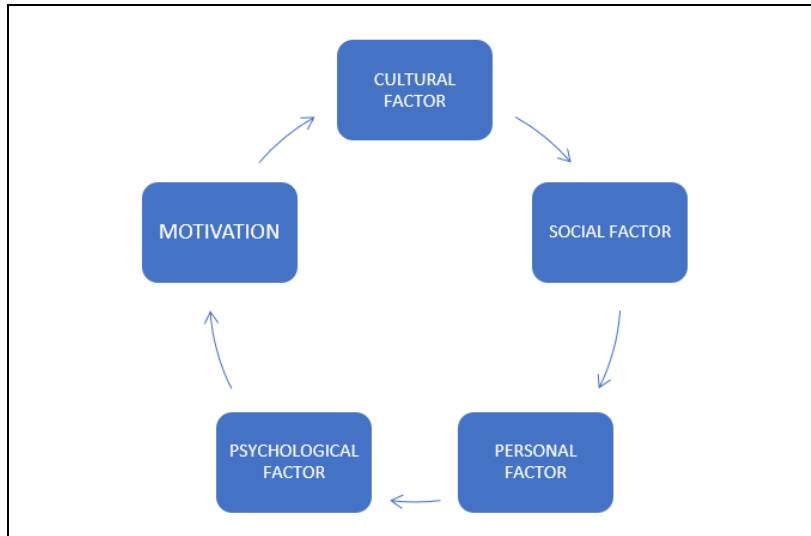 CULTURAL
FACTOR
SOCIAL FACTOR
PERSONAL
FACTOR
PSYCHOLOGICAL
FACTOR
MOTIVATION